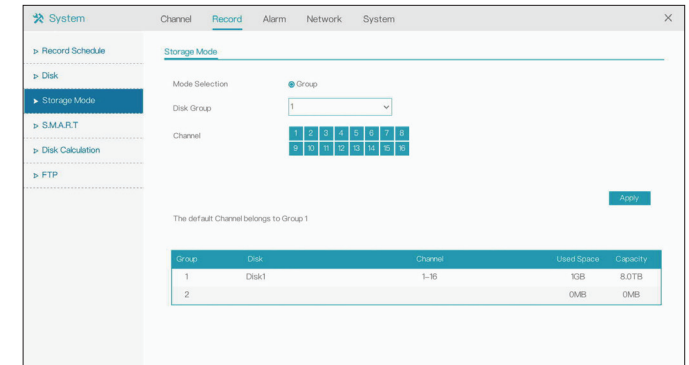 System
Channel Record Alarm Network System
Record Schedule
Disk
Storage Mode
S.M.A.R.T
Disk Calculation
FTP
Storage Mode
Mode Selection Group
Disk Group 1
Channel 1 2 3 4 5 6 7 8
9 10 11 12 13 14 15 16
Apply
The default Channel belongs to Group 1
Group Disk Channel Used Space Capacity
1 Disk1 1-16 1GB 8.0TB
2 0MB 0MB